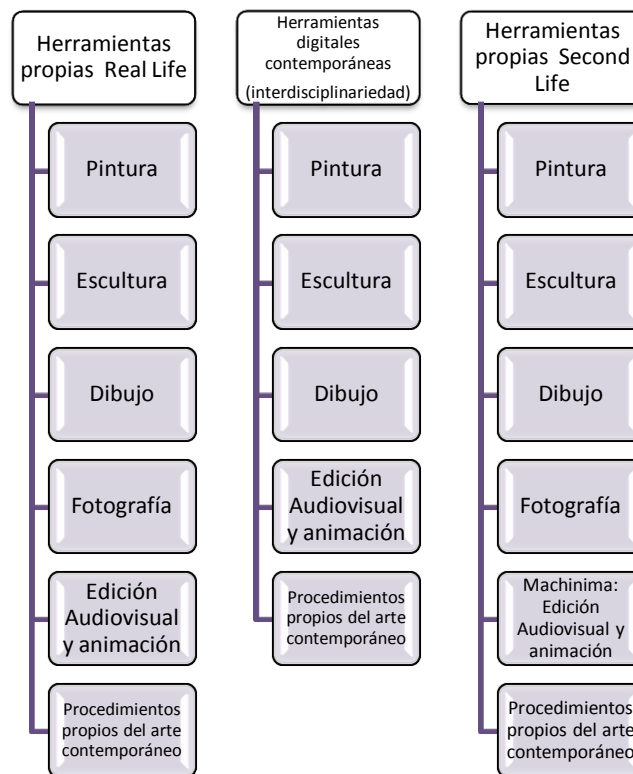 Herramientas
propias Real Life
Pintura
Escultura
Dibujo
Fotografía
Edición
Audiovisual
y animación
Procedimientos
propios del arte
contemporáneo
Herramientas
digitales
contemporáneas
(interdisciplinariedad)
Pintura
Escultura
Dibujo
Edición
Audiovisual
y animación
Procedimientos
propios del arte
contemporáneo
Herramientas
propias Second
Life
Pintura
Escultura
Dibujo
Fotografía
Machinima:
Edición
Audiovisual y
animación
Procedimientos
propios del arte
contemporáneo